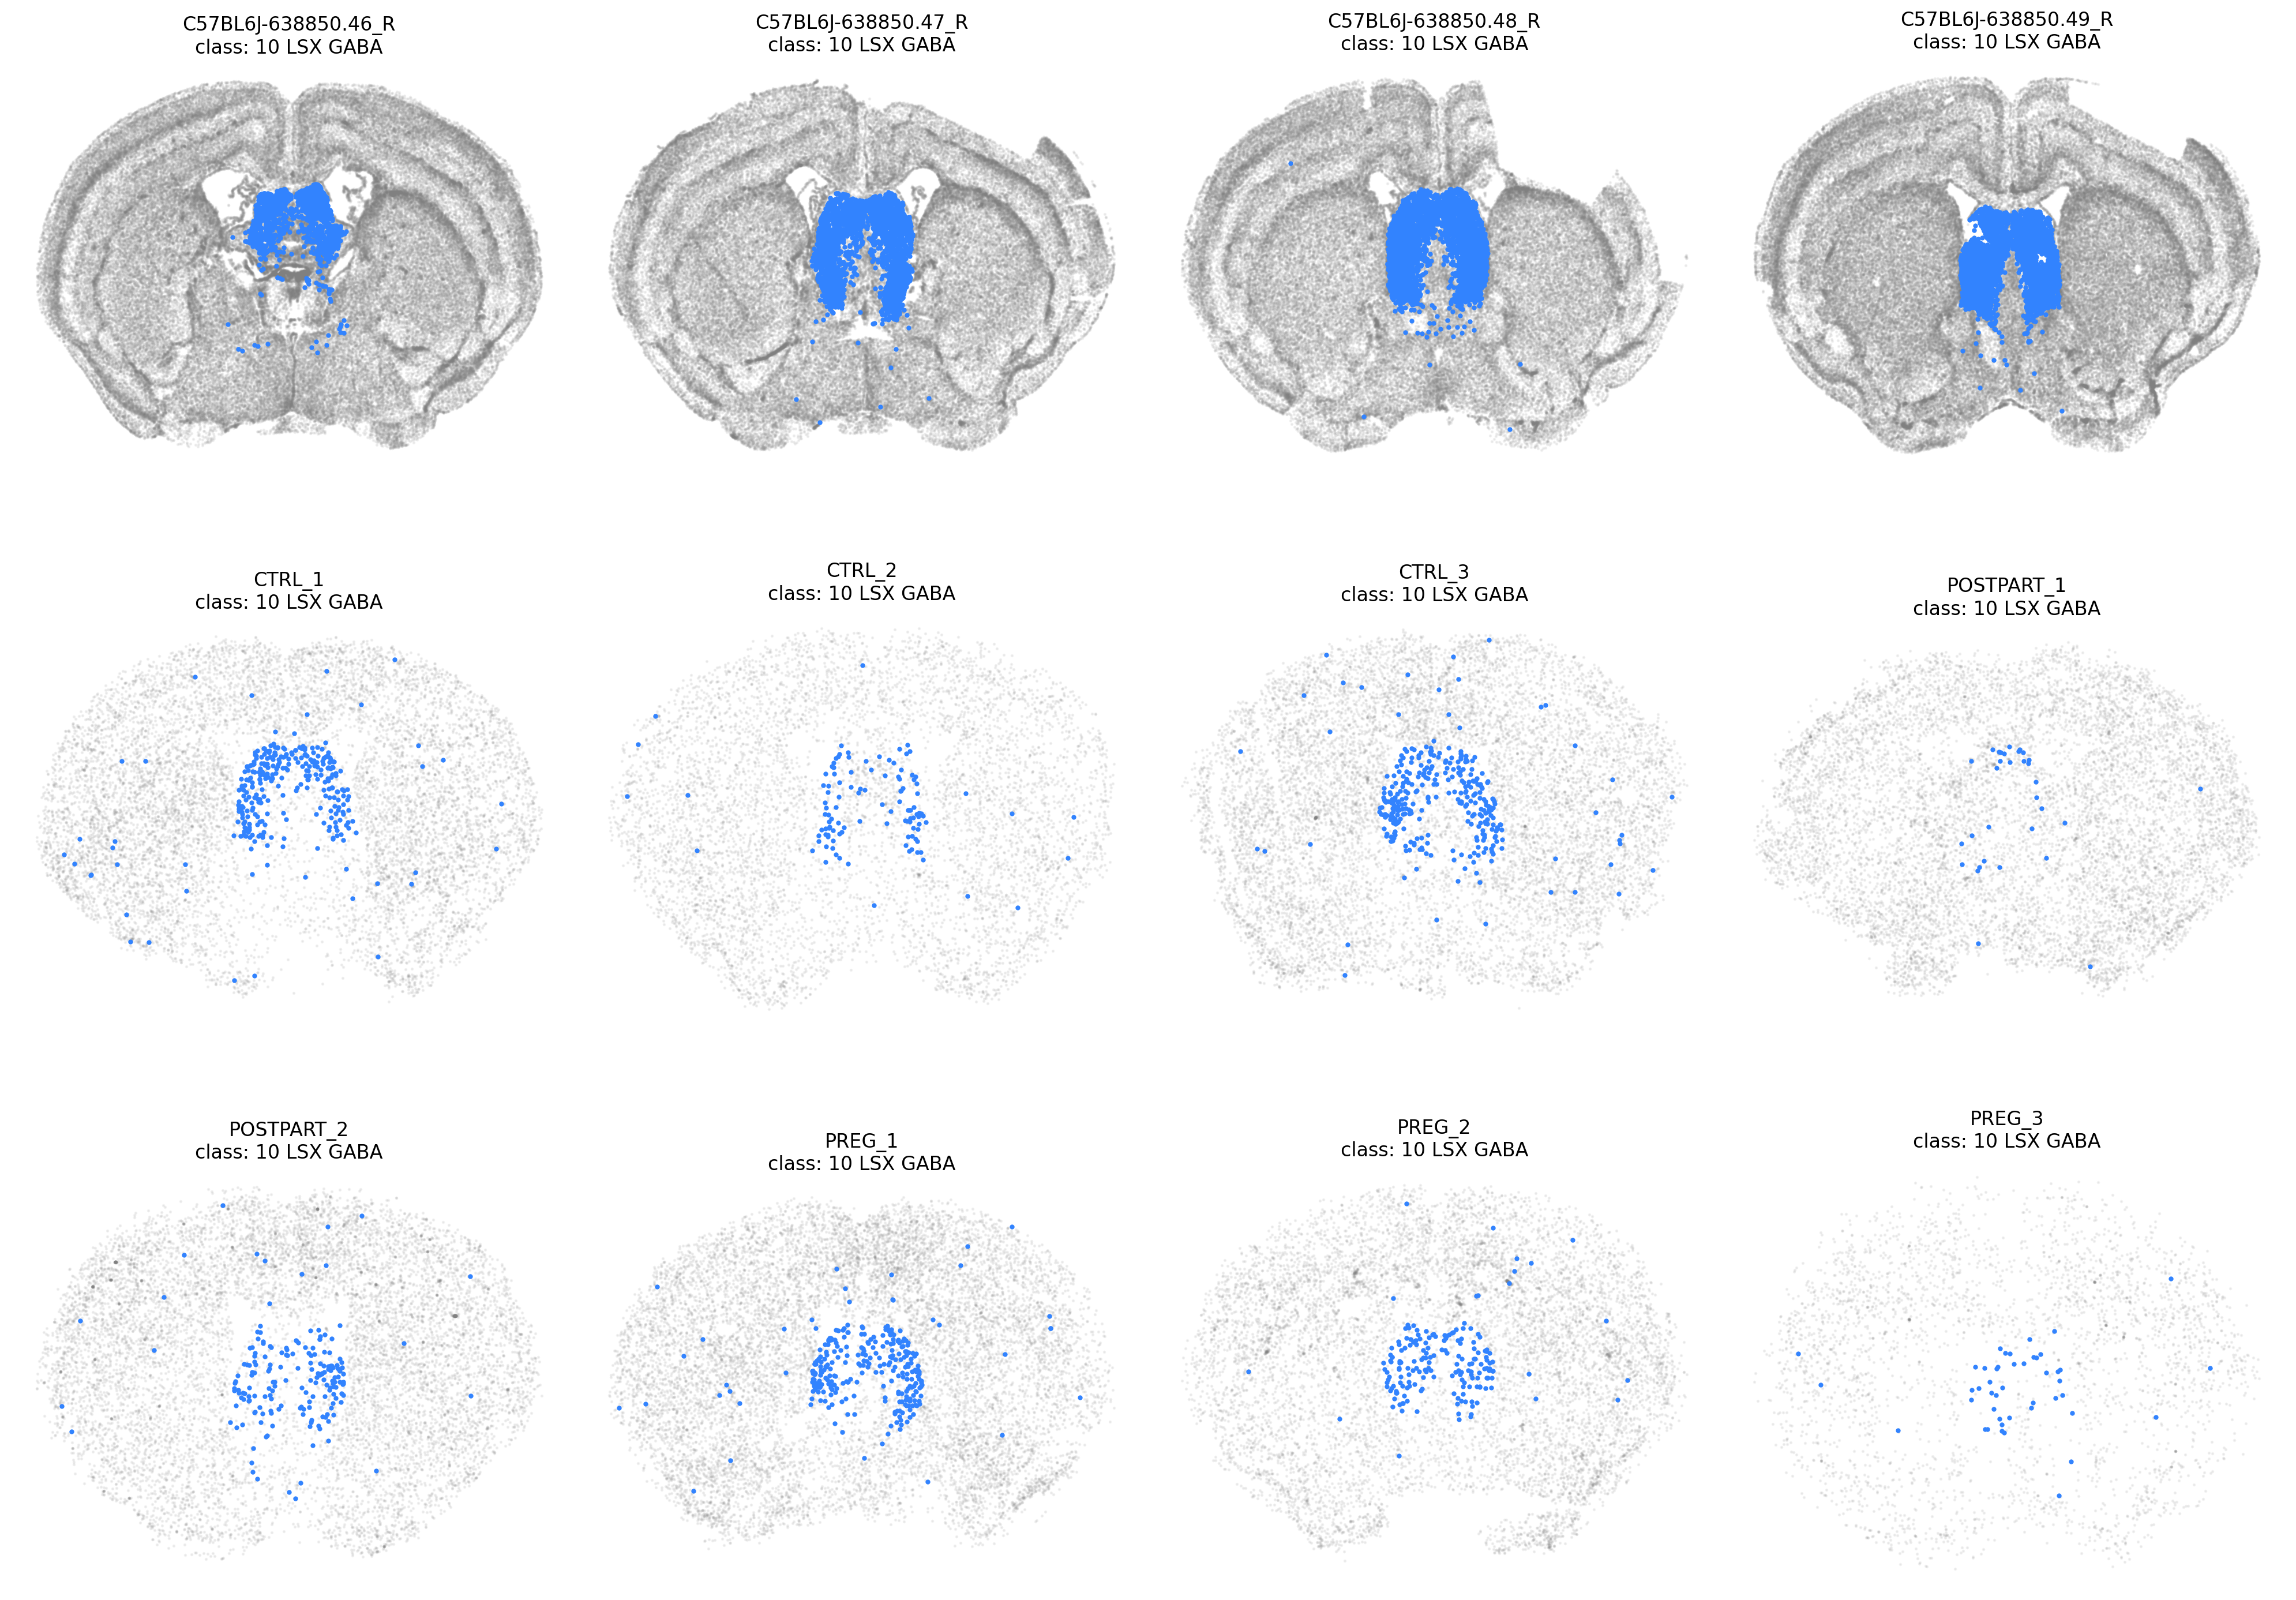 C57BL6J-638850.46_R
class: 10 LSX GABA
C57BL6J-638850.47_R
class: 10 LSX GABA
C57BL6J-638850.48_R
class: 10 LSX GABA
C57BL6J-638850.49_R
class: 10 LSX GABA
CTRL_1
class: 10 LSX GABA
CTRL_2
class: 10 LSX GABA
CTRL_3
class: 10 LSX GABA
POSTPART_1
class: 10 LSX GABA
POSTPART_2
class: 10 LSX GABA
PREG_1
class: 10 LSX GABA
PREG_2
class: 10 LSX GABA
PREG_3
class: 10 LSX GABA